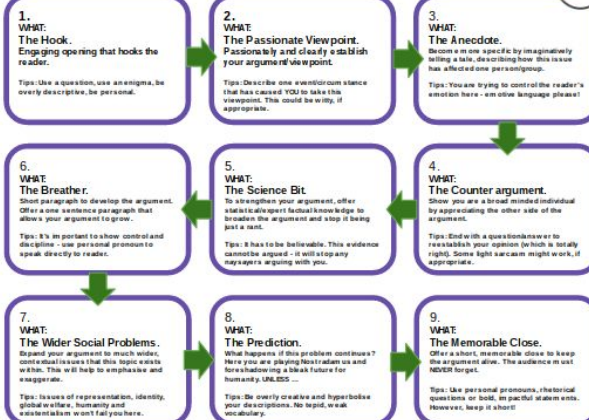 1.
WHAT:
The Hook.
Engaging opening that hooks the
reader.
Tips: Use a question, use an enigma, be
overly descriptive, be personal.
2.
WHAT:
The Passionate Viewpoint.
Passionately and clearly establish
your argument/viewpoint.
Tips: Describe one event/circumstance
that has caused YOU to take this
viewpoint. This could be witty, if
appropriate.
3.
WHAT:
The Anecdote.
Become more specific by imaginatively
telling a tale, describing how this issue
has affected one person/group.
Tips: You are trying to control the reader's
emotion here - emotive language please!
4.
WHAT:
The Counter argument.
Show you are a broad minded individual
by appreciating the other side of the
argument.
Tips: End with a question/answer to
reestablish your opinion (which is totally
right). Some light sarcasm might work, if
appropriate.
5.
WHAT:
The Science Bit.
To strengthen your argument, offer
statistical/expert factual knowledge to
broaden the argument and stop it being
just a rant.
Tips: It has to be believable. This evidence
cannot be argued - it will stop any
naysayers arguing with you.
6.
WHAT:
The Breather.
Short paragraph to develop the argument.
Offer a one sentence paragraph that
allows your argument to grow.
Tips: It's important to show control and
discipline - use personal pronoun to
speak directly to reader.
7.
WHAT:
The Wider Social Problems.
Expand your argument to much wider,
contextual issues that this topic exists
within. This will help to emphasise and
exaggerate.
Tips: Issues of representation, identity,
global welfare, humanity and
existentialism won't fail you here.
8.
WHAT:
The Prediction.
What happens if this problem continues?
Here you are playing Nostradamus and
foreshadowing a bleak future for
humanity. UNLESS ...
Tips: Be overly creative and hyperbolise
your descriptions. No tepid, weak
vocabulary.
9.
WHAT:
The Memorable Close.
Offer a short, memorable close to keep
the argument alive. The audience must
NEVER forget.
Tips: Use personal pronouns, rhetorical
questions or bold, impactful statements.
However, keep it short!